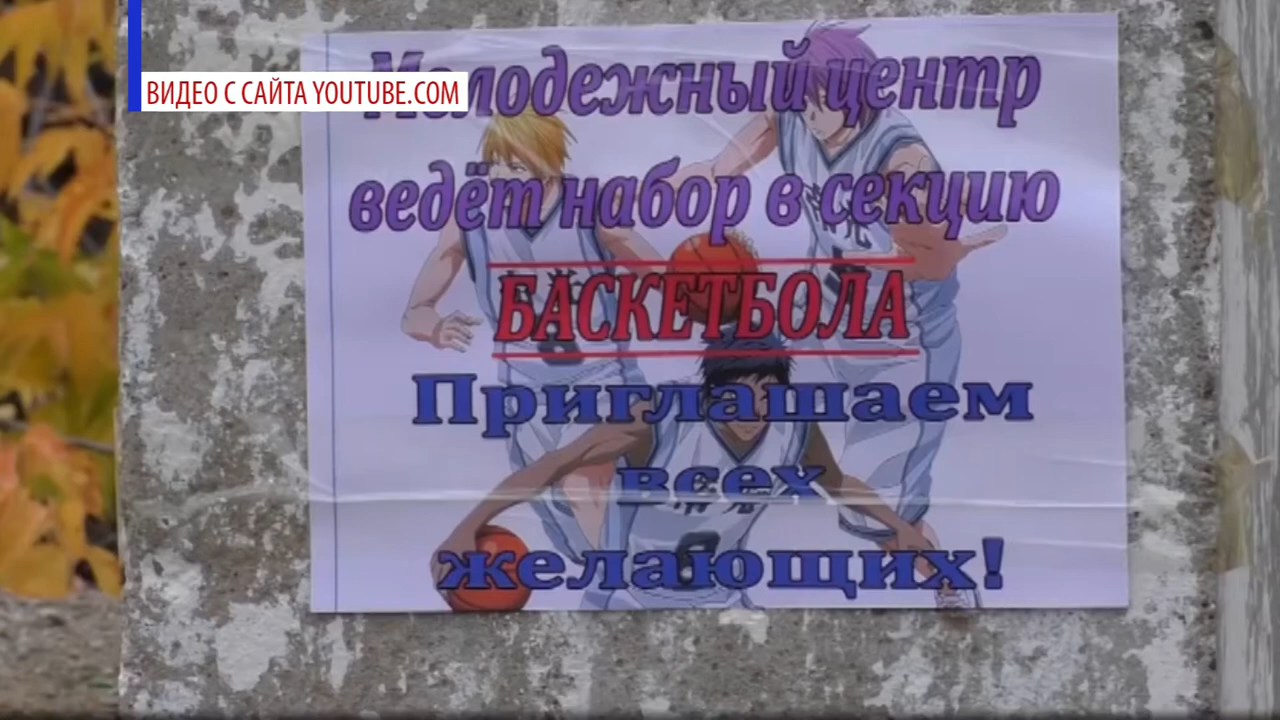 ВИДЕО С САЙТА YOUTUBE.COM
Молодежный центр
ведёт набор в секцию
БАСКЕТБОЛА
Приглашаем
всех
желающих!